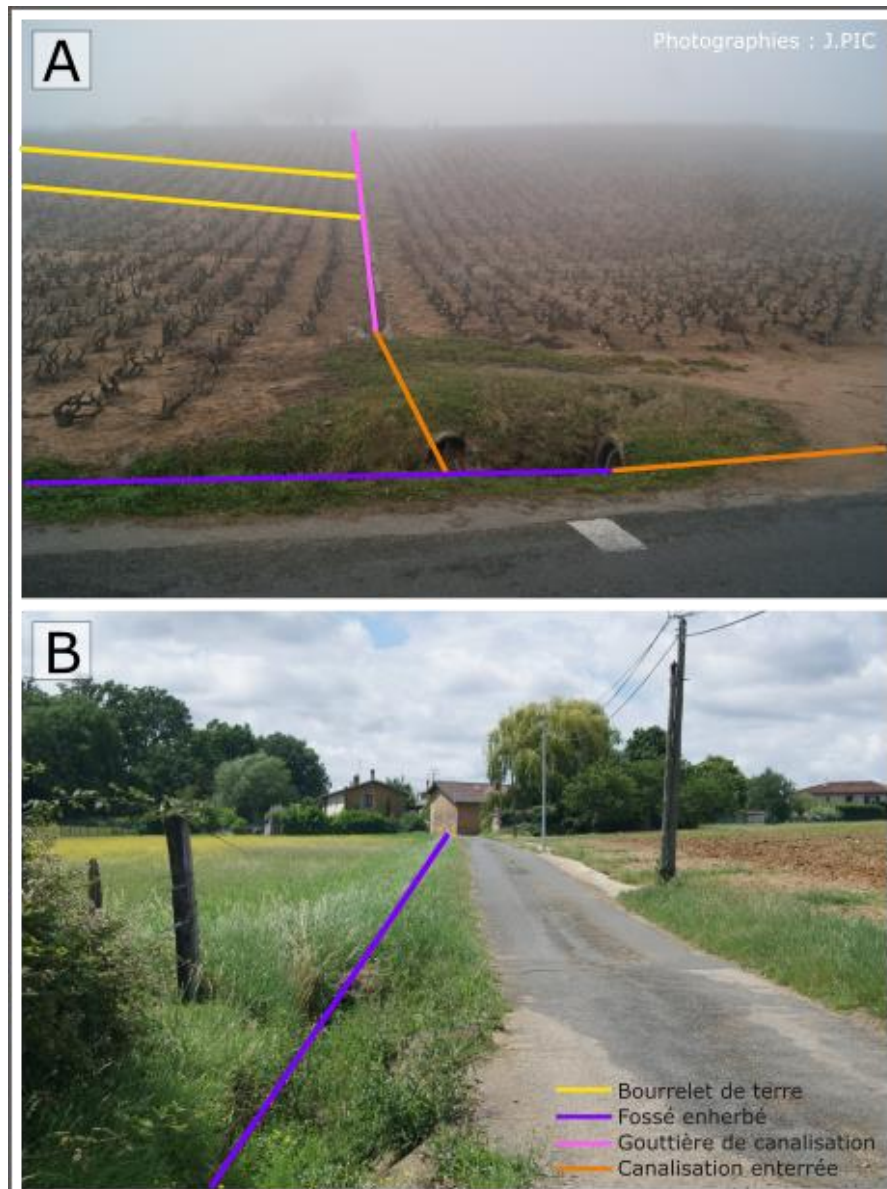 A
Photographies : J.PIC
B
Bourrelet de terre
Fossé enherbé
Gouttière de canalisation
Canalisation enterrée